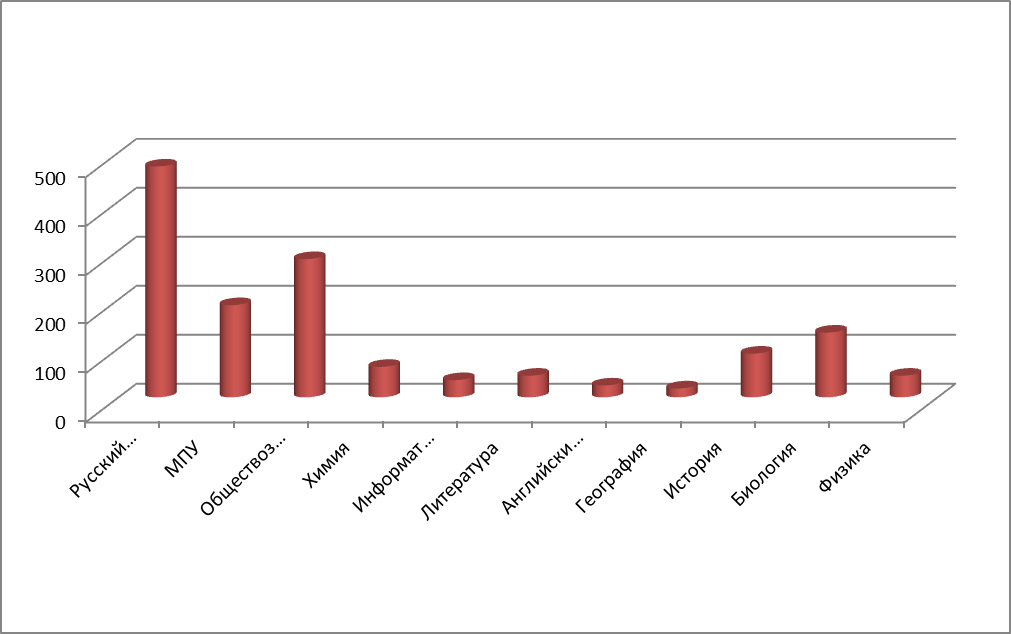 500
400
300
200
100
0
Русский…
МПУ
Обществоз…
Химия
Информат…
Литература
Английски…
География
История
Биология
Физика